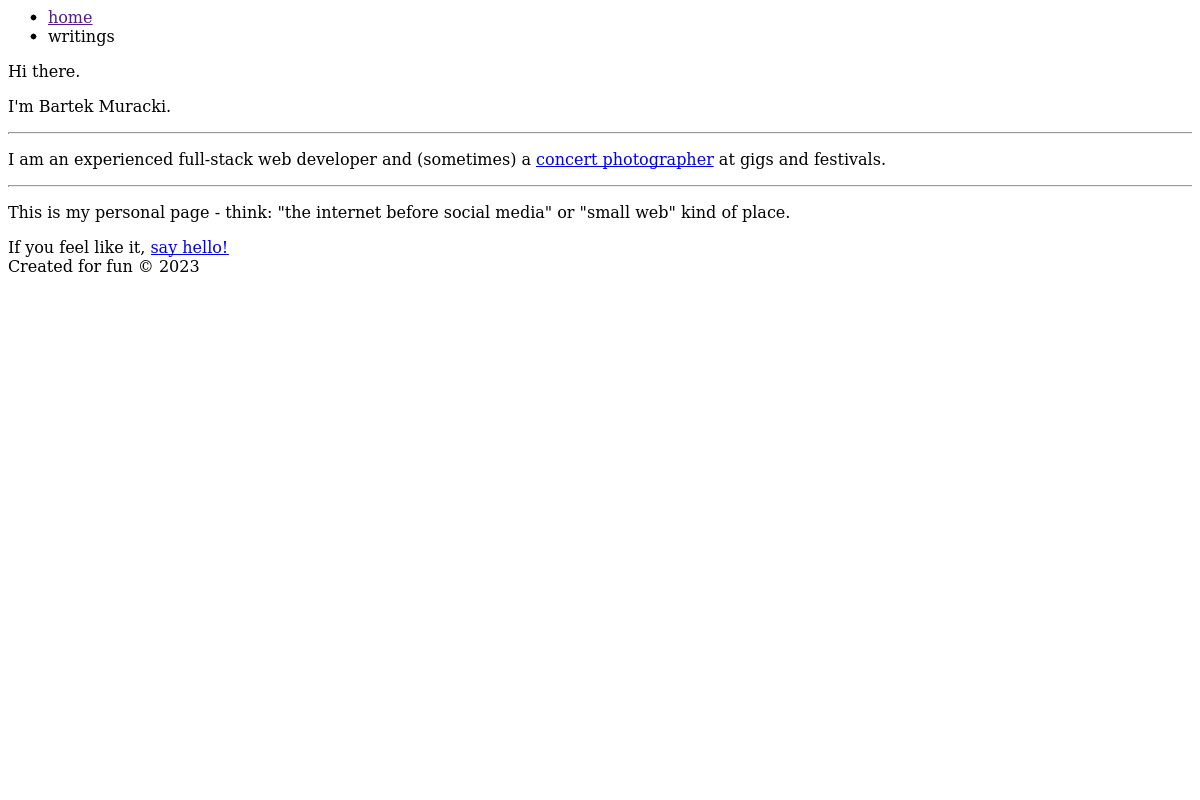 home
writings
Hi there.
I'm Bartek Muracki.
I am an experienced full-stack web developer and (sometimes) a concert photographer at gigs and festivals.
This is my personal page - think: "the internet before social media" or "small web" kind of place.
If you feel like it, say hello!
Created for fun © 2023